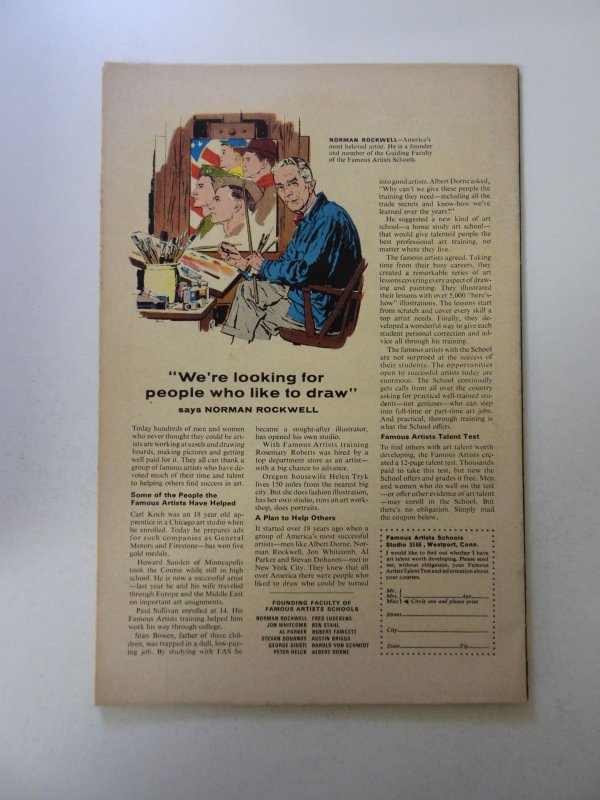 NORMAN ROCKWELL—America's
most beloved artist. He is a founder
and member of the Guiding Faculty
of the Famous Artists Schools.
"We're looking for
people who like to draw"
says NORMAN ROCKWELL
Today hundreds of men and women
who never thought they could be art-
ists are working at easels and drawing
boards, making pictures and getting
well paid for it. They all can thank a
group of famous artists who have de-
voted much of their time and talent
to helping others find success in art.
Some of the People the
Famous Artists Have Helped
Carl Koch was an 18 year old ap-
prentice in a Chicago art studio when
he enrolled. Today he prepares ads
for such companies as General
Motors and Firestone—has won five
gold medals.
Howard Sanden of Minneapolis
took the Course while still in high
school. He is now a successful artist
—last year he and his wife traveled
through Europe and the Middle East
on important art assignments.
Paul Sullivan enrolled at 14. His
Famous Artists training helped him
work his way through college.
Stan Bowen, father of three chil-
dren, was trapped in a dull, low-pay-
ing job. By studying with FAS he
became a sought-after illustrator,
has opened his own studio.
With Famous Artists training
Rosemary Roberts was hired by a
top department store as an artist—
with a big chance to advance.
Oregon housewife Helen Tryk
lives 150 miles from the nearest big
city. But she does fashion illustration,
has her own studio, runs an art work-
shop, does portraits.
A Plan to Help Others
It started over 18 years ago when a
group of America's most successful
artists—men like Albert Dorne, Nor-
man Rockwell, Jon Whitcomb, Al
Parker and Stevan Dohanos—met in
New York City. They knew that all
over America there were people who
liked to draw who could be turned
FOUNDING FACULTY OF
FAMOUS ARTISTS SCHOOLS
NORMAN ROCKWELL FRED LUDEKENS
JON WHITCOMB BEN STAHL
AL PARKER ROBERT FAWCETT
STEVAN DOHANOS AUSTIN BRIGGS
GEORGE GIUSTI HAROLD VON SCHMIDT
PETER HELCK ALBERT DORNE
into good artists. Albert Dorne asked,
"Why can't we give these people the
training they need—including all the
trade secrets and know-how we've
learned over the years?"
He suggested a new kind of art
school—a home study art school—
that would give talented people the
best professional art training, no
matter where they live.
The famous artists agreed. Taking
time from their busy careers, they
created a remarkable series of art
lessons covering every aspect of draw-
ing and painting. They illustrated
their lessons with over 5,000 "here's-
how" illustrations. The lessons start
from scratch and cover every skill a
top artist needs. Finally, they de-
veloped a wonderful way to give each
student personal correction and ad-
vice all through his training.
The famous artists with the School
are not surprised at the success of
their students. The opportunities
open to successful artists today are
enormous. The School continually
gets calls from all over the country
asking for practical well-trained stu-
dents—not geniuses—who can step
into full-time or part-time art jobs.
And practical, thorough training is
what the School offers.
Famous Artists Talent Test
To find others with art talent worth
developing, the Famous Artists cre-
ated a 12-page talent test. Thousands
paid to take this test, but now the
School offers and grades it free. Men
and women who do well on the test
—or offer other evidence of art talent
—may enroll in the School. But
there's no obligation. Simply mail
the coupon below.
Famous Artists Schools
Studio 5566, Westport, Conn.
I would like to find out whether I have
art talent worth developing. Please send
me, without obligation, your Famous
Artists Talent Test and information about
your courses.
Mr.
Mrs. Age
Miss Circle one and please print
Street
City
State Zip